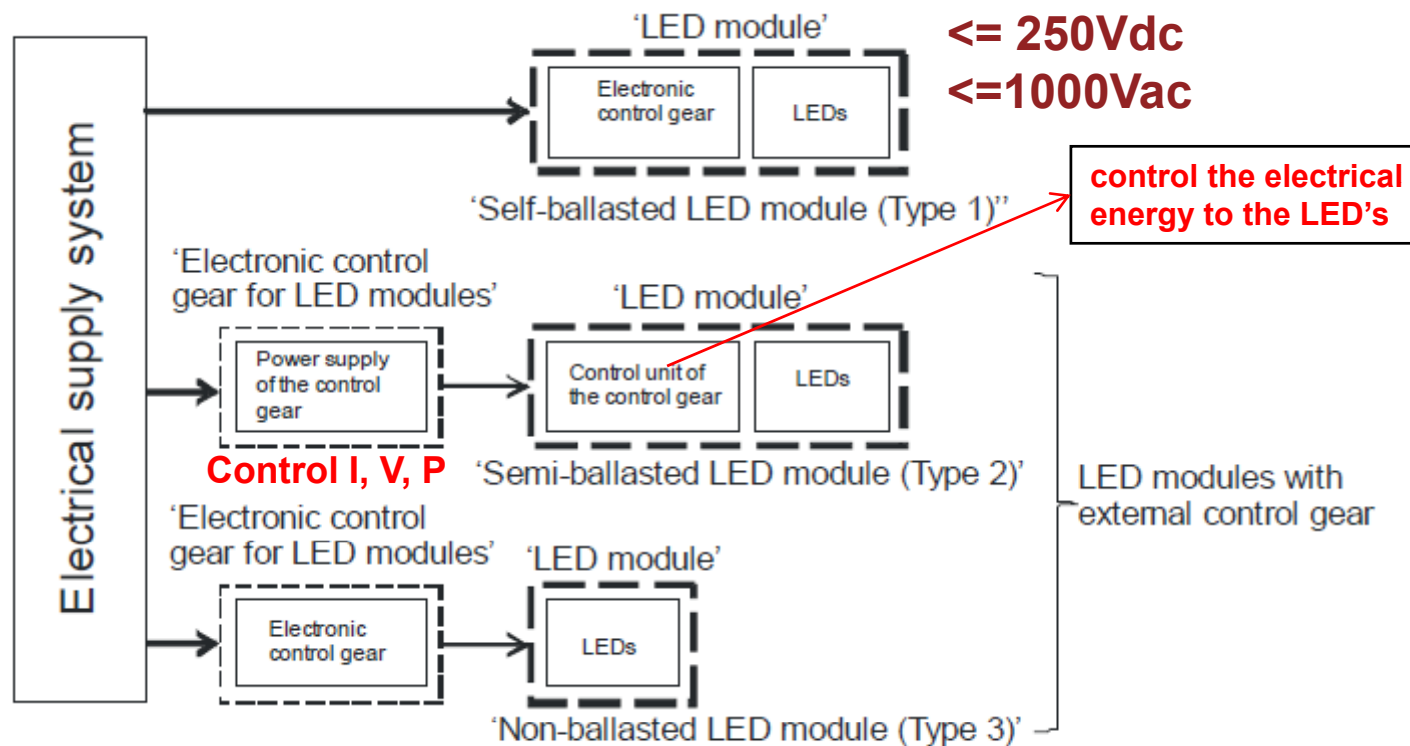 Electrical supply system
'LED module'
<= 250Vdc
<=1000Vac
Electronic
control gear
LEDs
'Self-ballasted LED module (Type 1)''
control the electrical
energy to the LED's
'Electronic control
gear for LED modules'
'LED module'
Power supply
of the control
gear
Control unit of
the control gear
LEDs
Control I, V, P
'Semi-ballasted LED module (Type 2)'
LED modules with
external control gear
'Electronic control
gear for LED modules'
'LED module'
Electronic
control gear
LEDs
'Non-ballasted LED module (Type 3)'